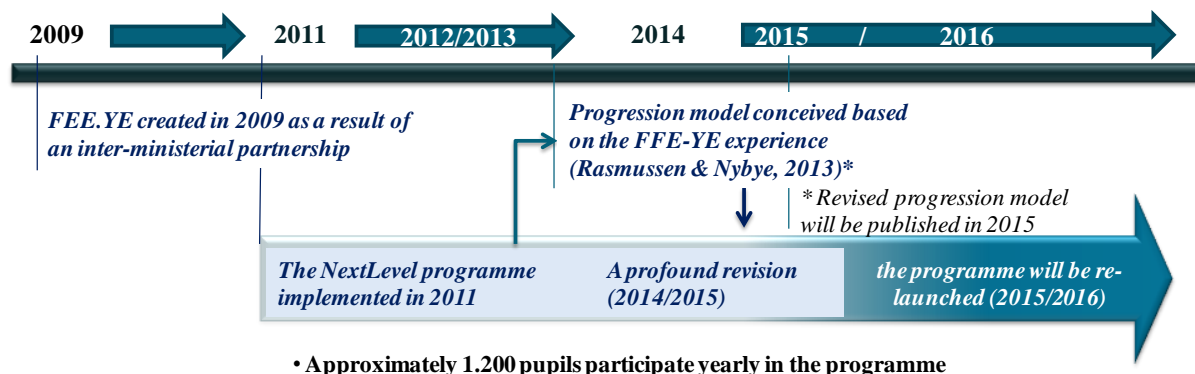 2009
2011
2012/2013
2014
2015 / 2016
FEE.YE created in 2009 as a result of
an inter-ministerial partnership
Progression model conceived based
on the FFE-YE experience
(Rasmussen & Nybye, 2013)*
* Revised progression model
will be published in 2015
The NextLevel programme
implemented in 2011
A profound revision
(2014/2015)
the programme will be re-
launched (2015/2016)
• Approximately 1.200 pupils participate yearly in the programme